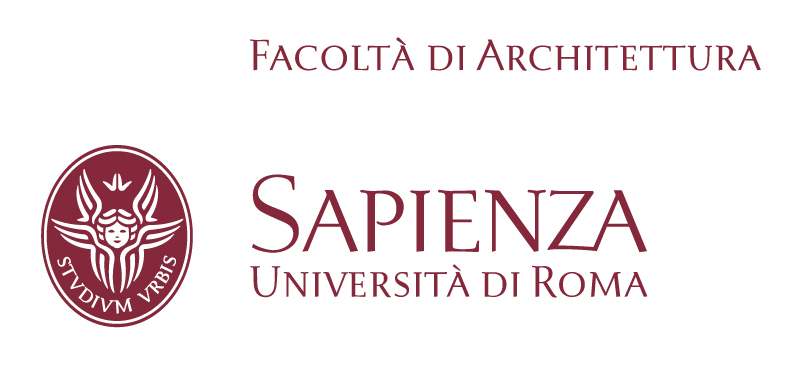 FACOLTÀ DI ARCHITETTURA
SAPIENZA
UNIVERSITÀ DI ROMA
STVDIVM VRBIS